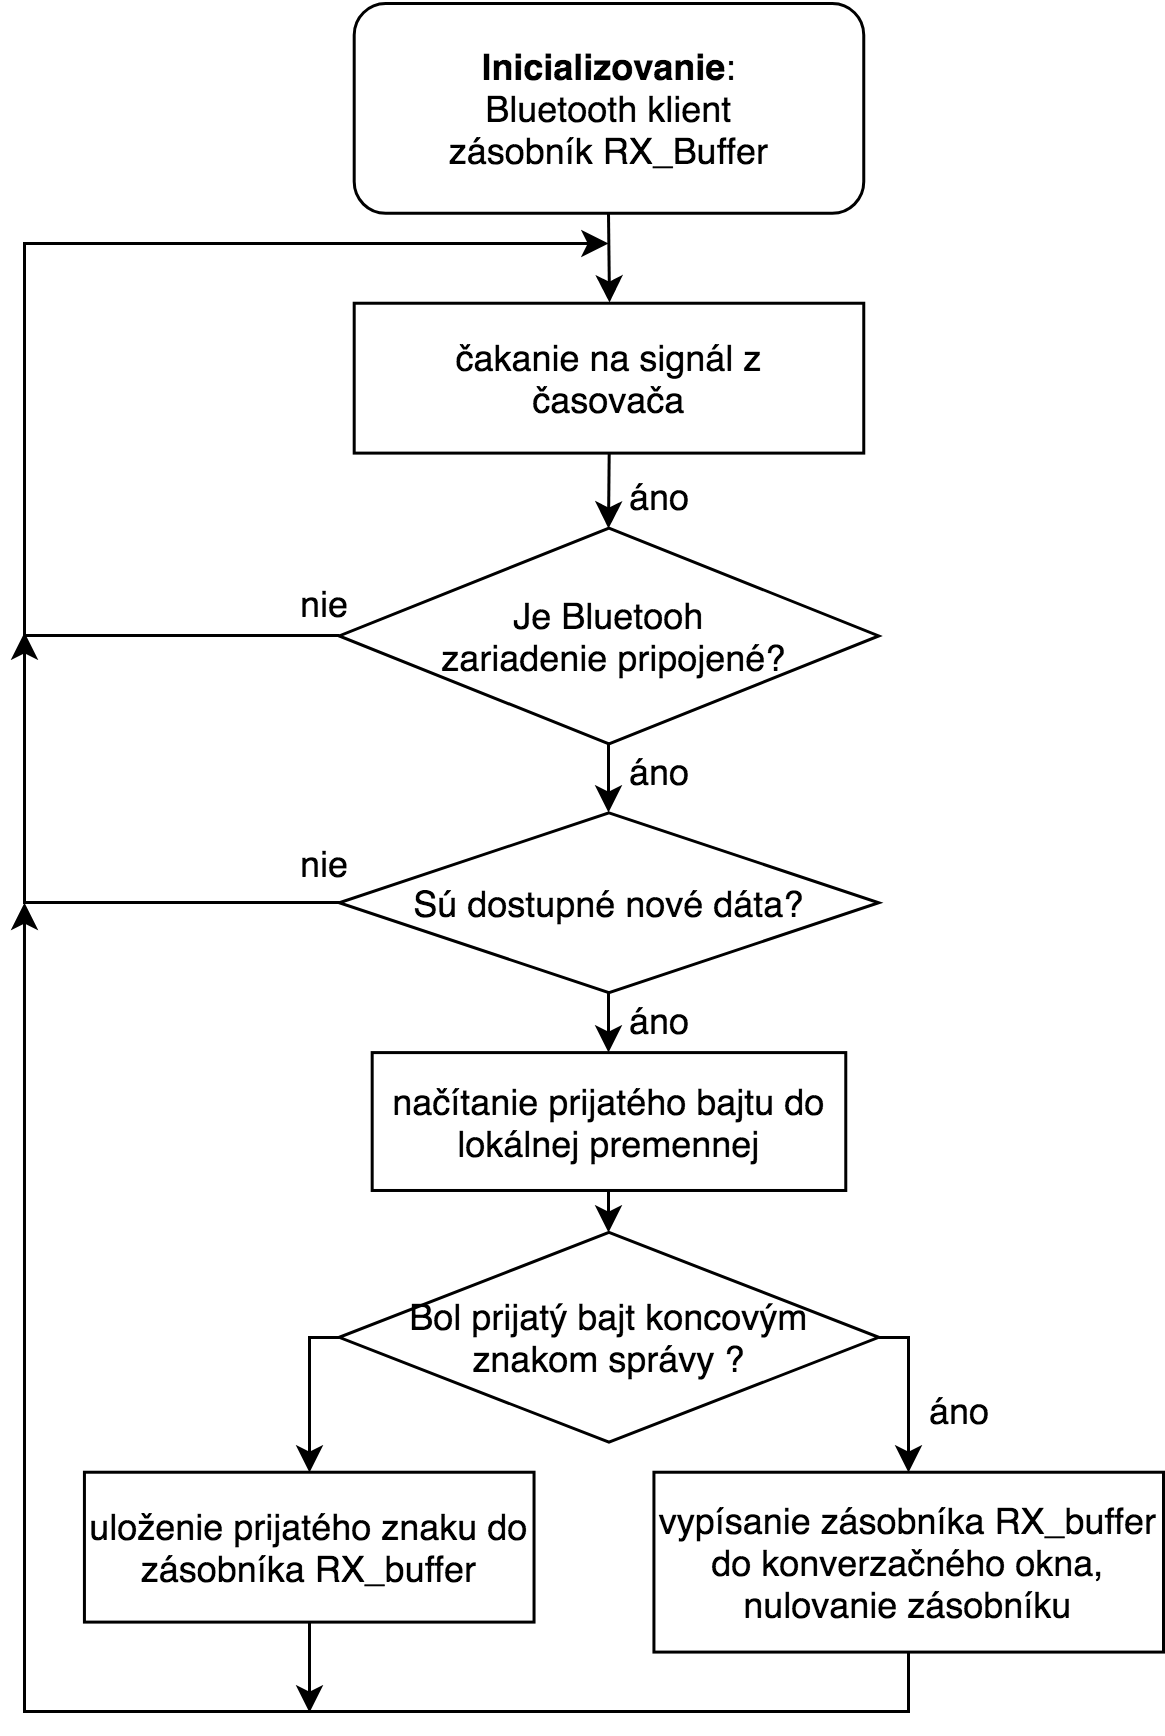 Inicializovanie:
Bluetooth klient
zásobník RX_Buffer
čakanie na signál z
časovača
áno
nie
Je Bluetooh
zariadenie pripojené?
áno
nie
Sú dostupné nové dáta?
áno
načítanie prijatého bajtu do
lokálnej premennej
Bol prijatý bajt koncovým
znakom správy ?
áno
uloženie prijatého znaku do
zásobníka RX_buffer
vypísanie zásobníka RX_buffer
do konverzačného okna,
nulovanie zásobníku